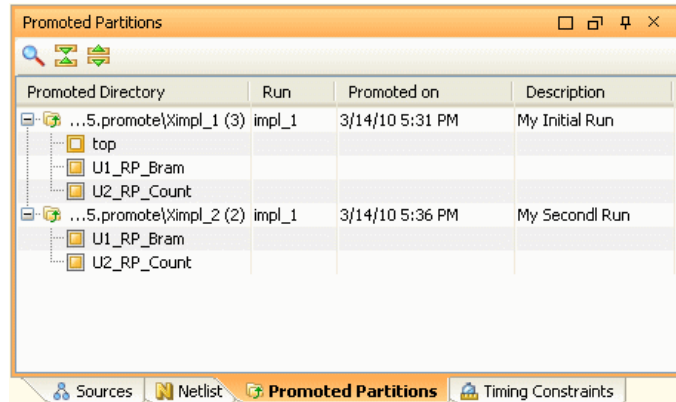 Promoted Partitions
Promoted Directory Run Promoted on Description
...5.promote\Ximpl_1 (3) impl_1 3/14/10 5:31 PM My Initial Run
top
U1_RP_Bram
U2_RP_Count
...5.promote\Ximpl_2 (2) impl_1 3/14/10 5:36 PM My Secondl Run
U1_RP_Bram
U2_RP_Count
Sources Netlist Promoted Partitions Timing Constraints